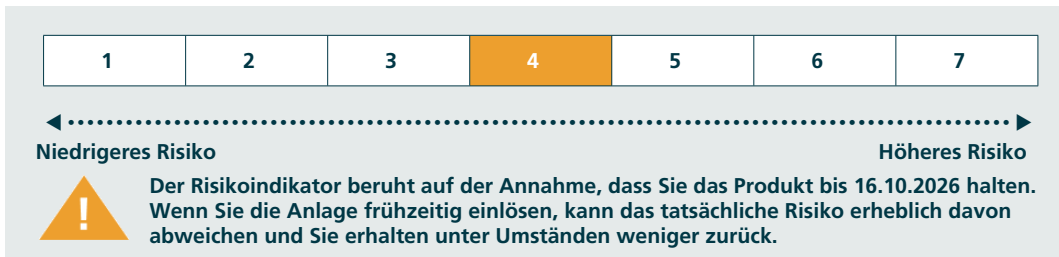 1 2 3 4 5 6 7
Niedrigeres Risiko Höheres Risiko
!
Der Risikoindikator beruht auf der Annahme, dass Sie das Produkt bis 16.10.2026 halten.
Wenn Sie die Anlage frühzeitig einlösen, kann das tatsächliche Risiko erheblich davon
abweichen und Sie erhalten unter Umständen weniger zurück.